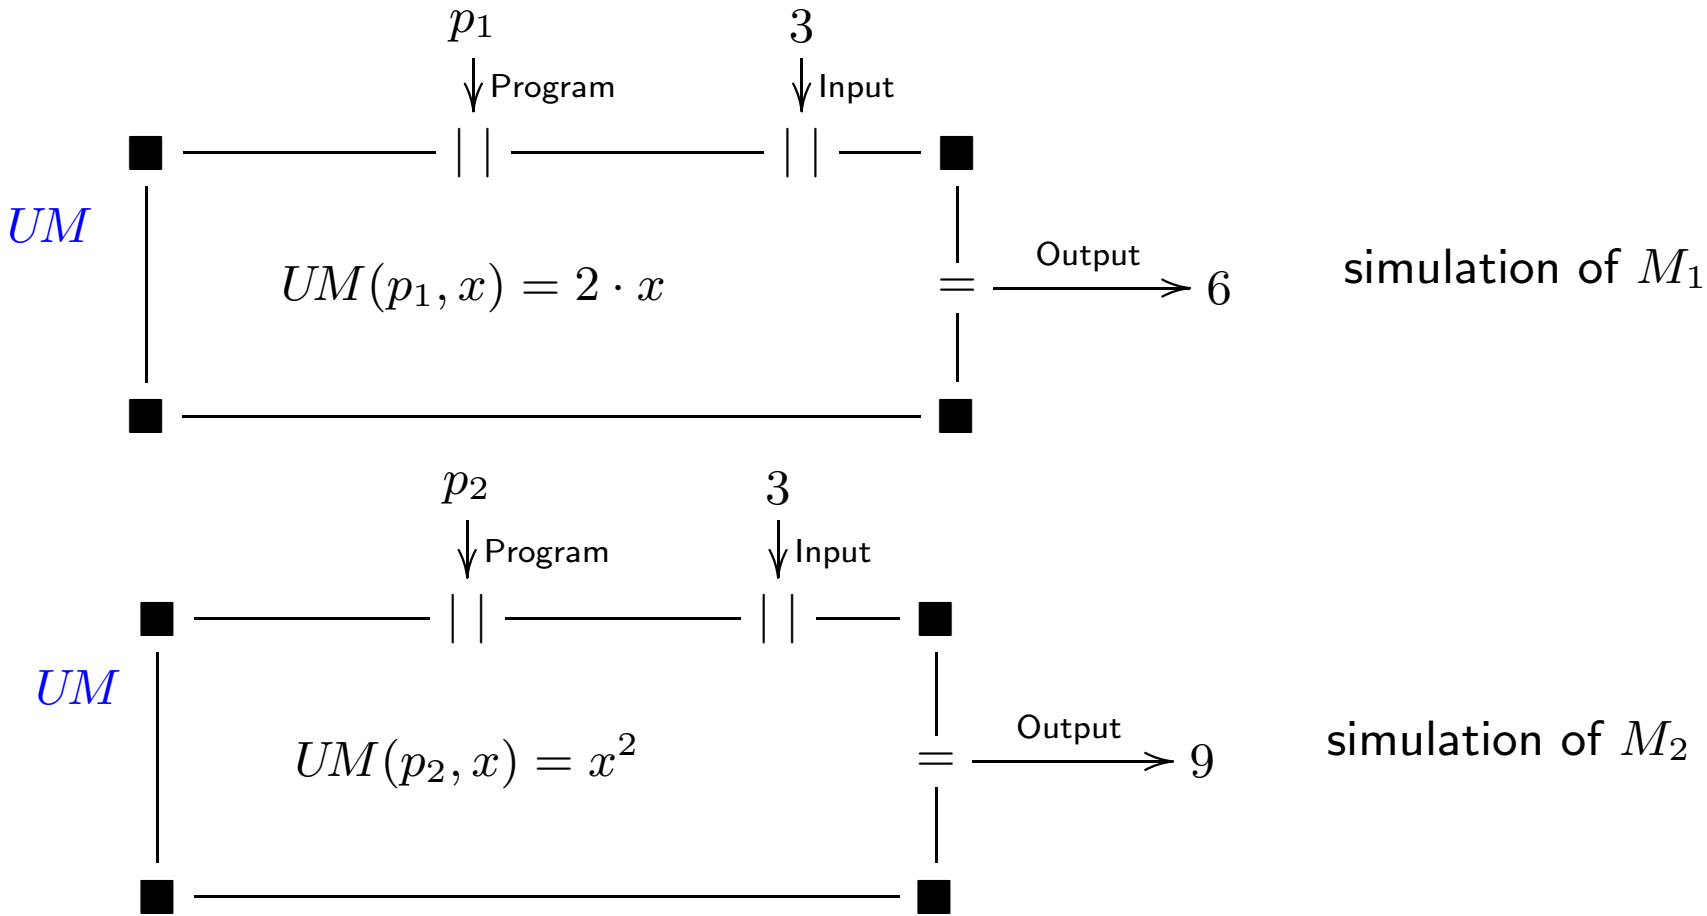 p₁ 3
Program Input
UM
UM(p₁, x) = 2 · x
= Output 6 simulation of M₁
p₂ 3
Program Input
UM
UM(p₂, x) = x²
= Output 9 simulation of M₂